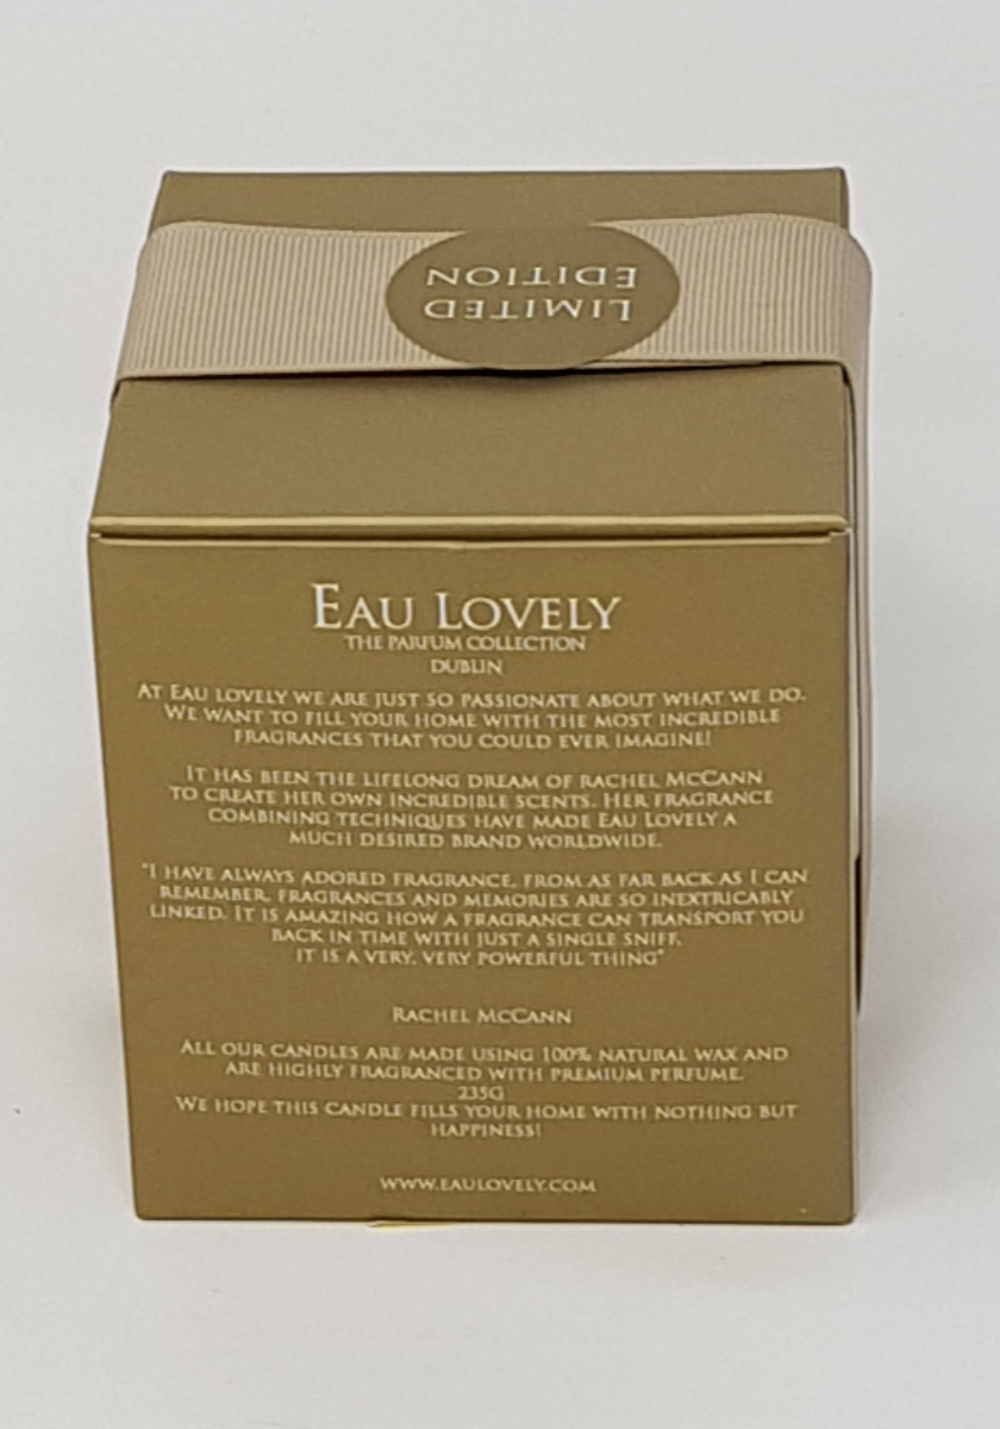 LIMITED
EDITION
EAU LOVELY
THE PARFUM COLLECTION
DUBLIN
AT EAU LOVELY WE ARE JUST SO PASSIONATE ABOUT WHAT WE DO.
WE WANT TO FILL YOUR HOME WITH THE MOST INCREDIBLE
FRAGRANCES THAT YOU COULD EVER IMAGINE!
IT HAS BEEN THE LIFELONG DREAM OF RACHEL MCCANN
TO CREATE HER OWN INCREDIBLE SCENTS. HER FRAGRANCE
COMBINING TECHNIQUES HAVE MADE EAU LOVELY A
MUCH DESIRED BRAND WORLDWIDE.
"I HAVE ALWAYS ADORED FRAGRANCE, FROM AS FAR BACK AS I CAN
REMEMBER. FRAGRANCES AND MEMORIES ARE SO INEXTRICABLY
LINKED. IT IS AMAZING HOW A FRAGRANCE CAN TRANSPORT YOU
BACK IN TIME WITH JUST A SINGLE SNIFF.
IT IS A VERY, VERY POWERFUL THING"
RACHEL MCCANN
ALL OUR CANDLES ARE MADE USING 100% NATURAL WAX AND
ARE HIGHLY FRAGRANCED WITH PREMIUM PERFUME.
235G
WE HOPE THIS CANDLE FILLS YOUR HOME WITH NOTHING BUT
HAPPINESS!
WWW.EAULOVELY.COM